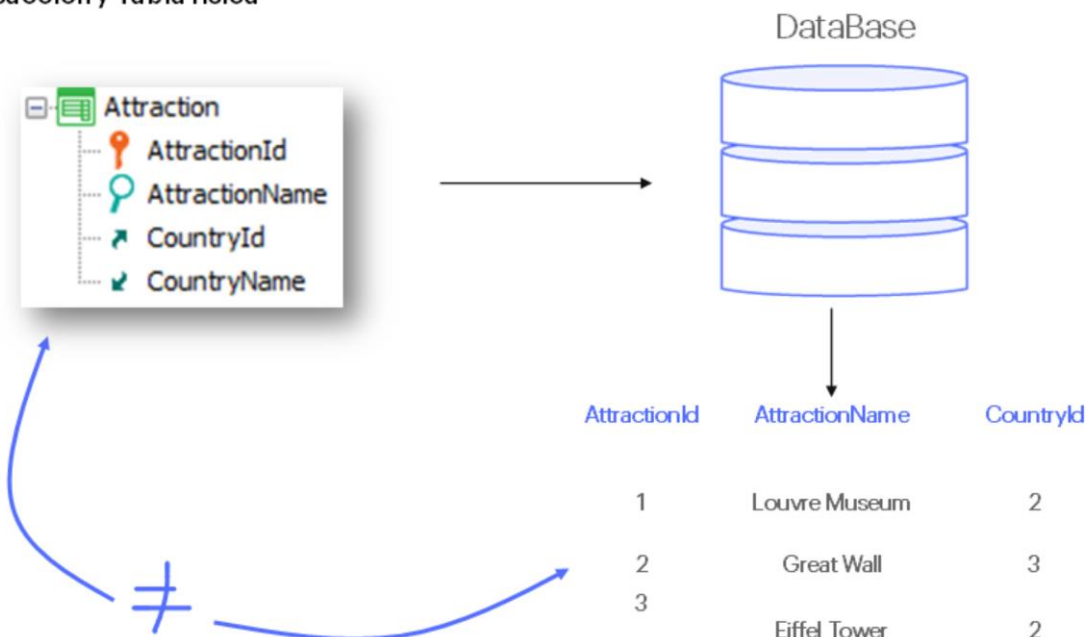 DataBase
Attraction
AttractionId
AttractionName
CountryId
CountryName
AttractionId AttractionName CountryId
1 Louvre Museum 2
2 Great Wall 3
3
Eiffel Tower 2
≠